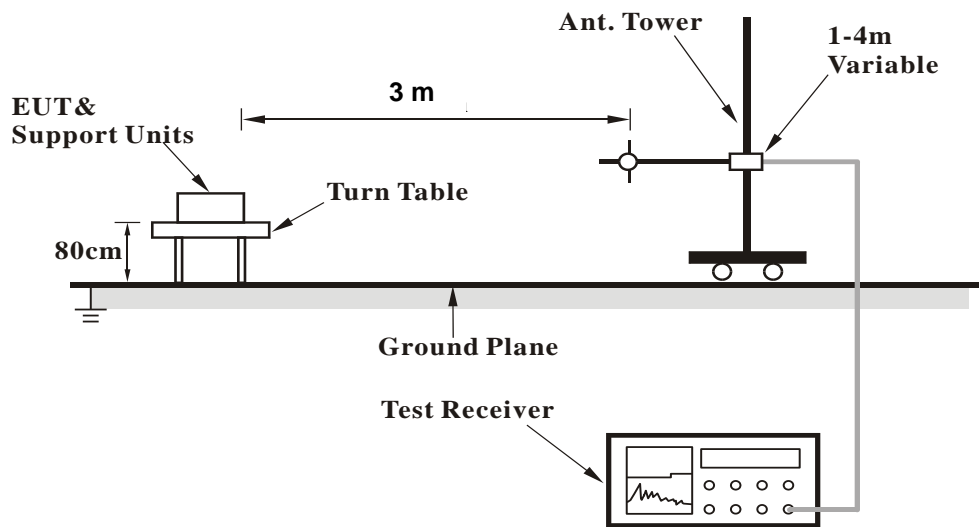 Ant. Tower
1-4m
Variable
3 m
EUT&
Support Units
Turn Table
80cm
Ground Plane
Test Receiver